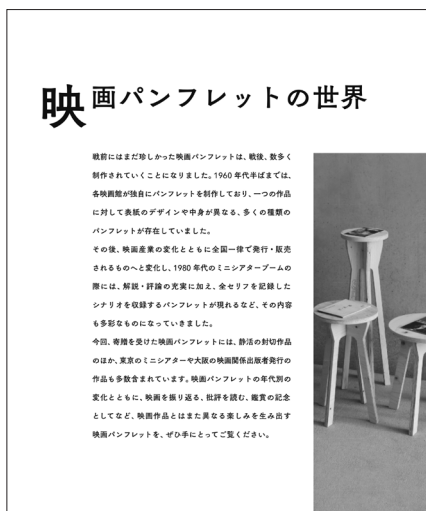 映画パンフレットの世界
戦前にはまだ珍しかった映画パンフレットは、戦後、数多く
制作されていくことになりました。1960年代半ばまでは、
各映画館が独自にパンフレットを制作しており、一つの作品
に対して表紙のデザインや中身が異なる、多くの種類の
パンフレットが存在していました。
その後、映画産業の変化とともに全国一律で発行・販売
されるものへと変化し、1980年代のミニシアターブームの
際には、解説・評論の充実に加え、全セリフを記録した
シナリオを収録するパンフレットが現れるなど、その内容
も多彩なものになっていきました。
今回、寄贈を受けた映画パンフレットには、静活の封切作品
のほか、東京のミニシアターや大阪の映画関係出版者発行の
作品も多数含まれています。映画パンフレットの年代別の
変化とともに、映画を振り返る、批評を読む、鑑賞の記念
としてなど、映画作品とはまた異なる楽しみを生み出す
映画パンフレットを、ぜひ手にとってご覧ください。